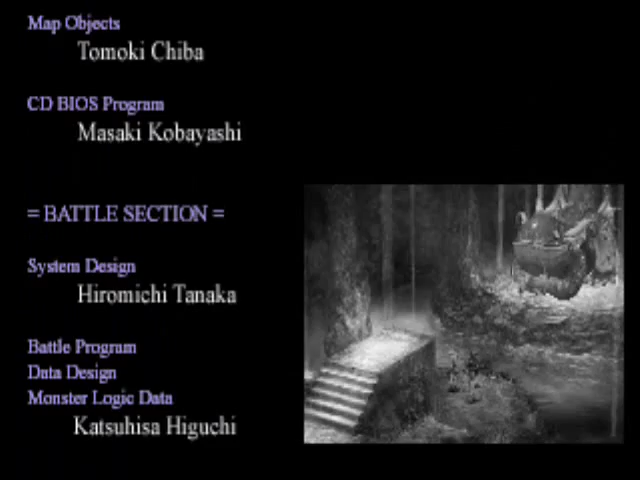 Map Objects
Tomoki Chiba
CD BIOS Program
Masaki Kobayashi
= BATTLE SECTION =
System Design
Hiromichi Tanaka
Battle Program
Data Design
Monster Logic Data
Katsuhisa Higuchi